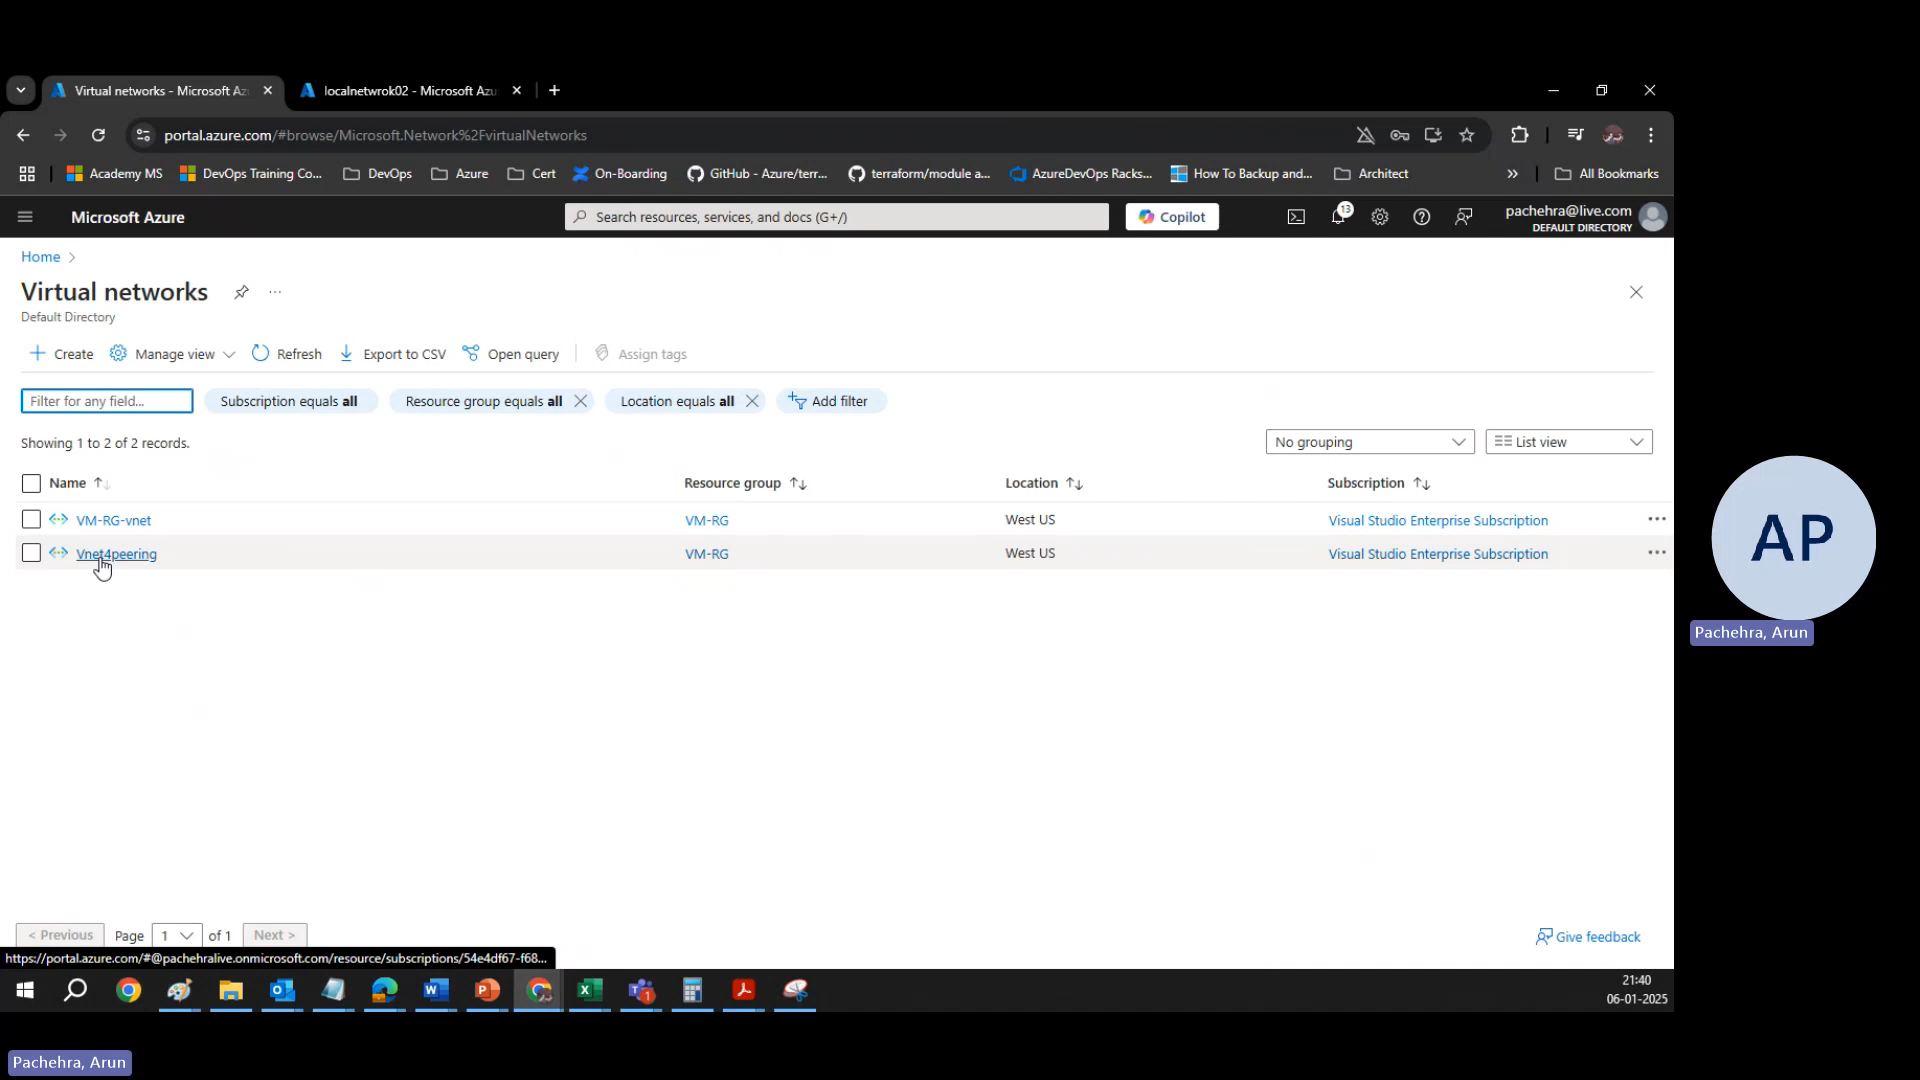 Virtual networks - Microsoft Az
localnetwrok02 - Microsoft Azu
portal.azure.com/#browse/Microsoft.Network%2FvirtualNetworks
Academy MS
DevOps Training Co...
DevOps
Azure
Cert
On-Boarding
GitHub - Azure/terr...
terraform/module a...
AzureDevOps Racks...
How To Backup and...
Architect
All Bookmarks
Microsoft Azure
Search resources, services, and docs (G+/)
Copilot
13
pachehra@live.com
DEFAULT DIRECTORY
Home
Virtual networks
Default Directory
Create
Manage view
Refresh
Export to CSV
Open query
Assign tags
Filter for any field...
Subscription equals all
Resource group equals all
Location equals all
Add filter
Showing 1 to 2 of 2 records.
No grouping
List view
Name
Resource group
Location
Subscription
VM-RG-vnet
VM-RG
West US
Visual Studio Enterprise Subscription
Vnet4peering
VM-RG
West US
Visual Studio Enterprise Subscription
AP
Pachehra, Arun
< Previous
Page
1
of 1
Next >
Give feedback
https://portal.azure.com/#@pachehralive.onmicrosoft.com/resource/subscriptions/54e4df67-f68...
21:40
06-01-2025
Pachehra, Arun